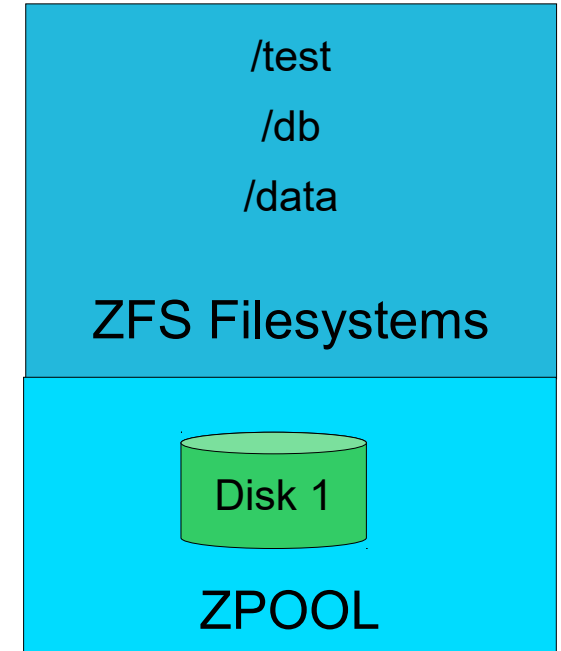 /test
/db
/data
ZFS Filesystems
Disk 1
ZPOOL